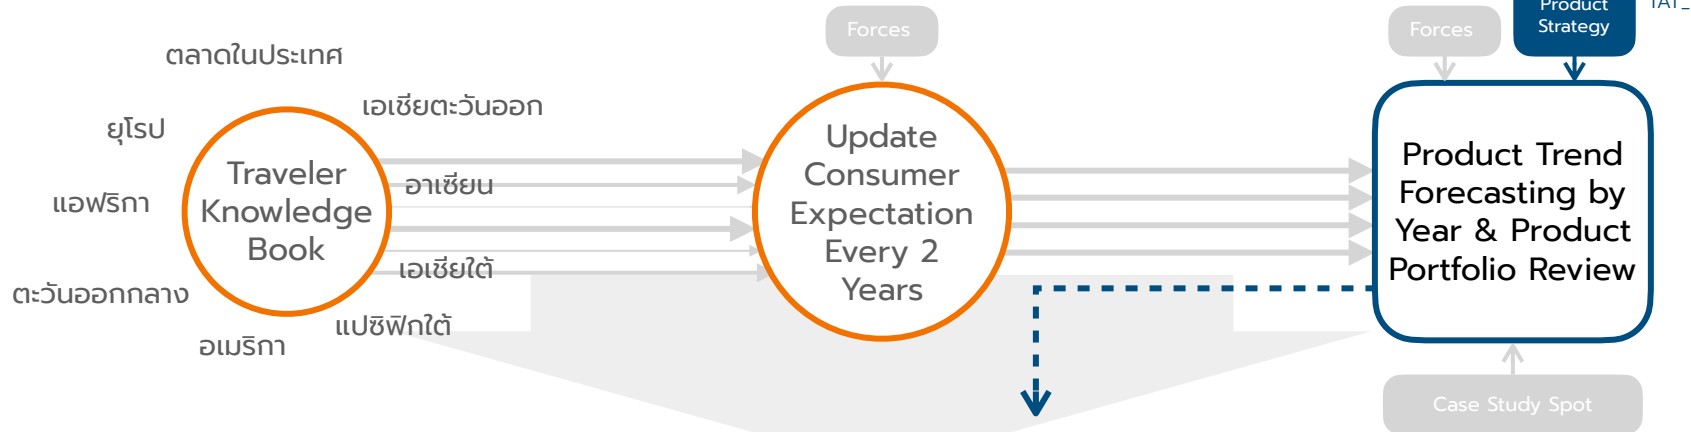 Product
Strategy
TAT_
Forces
Forces
ตลาดในประเทศ
เอเชียตะวันออก
ยุโรป
อาเซียน
แอฟริกา
เอเชียใต้
ตะวันออกกลาง
แปซิฟิกใต้
อเมริกา
Traveler
Knowledge
Book
Update
Consumer
Expectation
Every 2
Years
Product Trend
Forecasting by
Year & Product
Portfolio Review
Case Study Spot